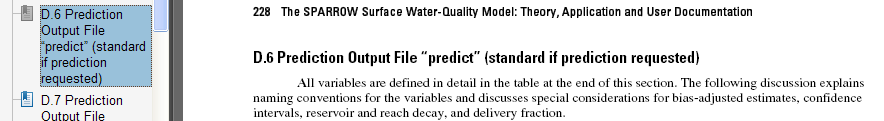 D.6 Prediction
Output File
"predict" (standard
if prediction
requested)
D.7 Prediction
Output File
228 The SPARROW Surface Water-Quality Model: Theory, Application and User Documentation
D.6 Prediction Output File “predict” (standard if prediction requested)
All variables are defined in detail in the table at the end of this section. The following discussion explains
naming conventions for the variables and discusses special considerations for bias-adjusted estimates, confidence
intervals, reservoir and reach decay, and delivery fraction.